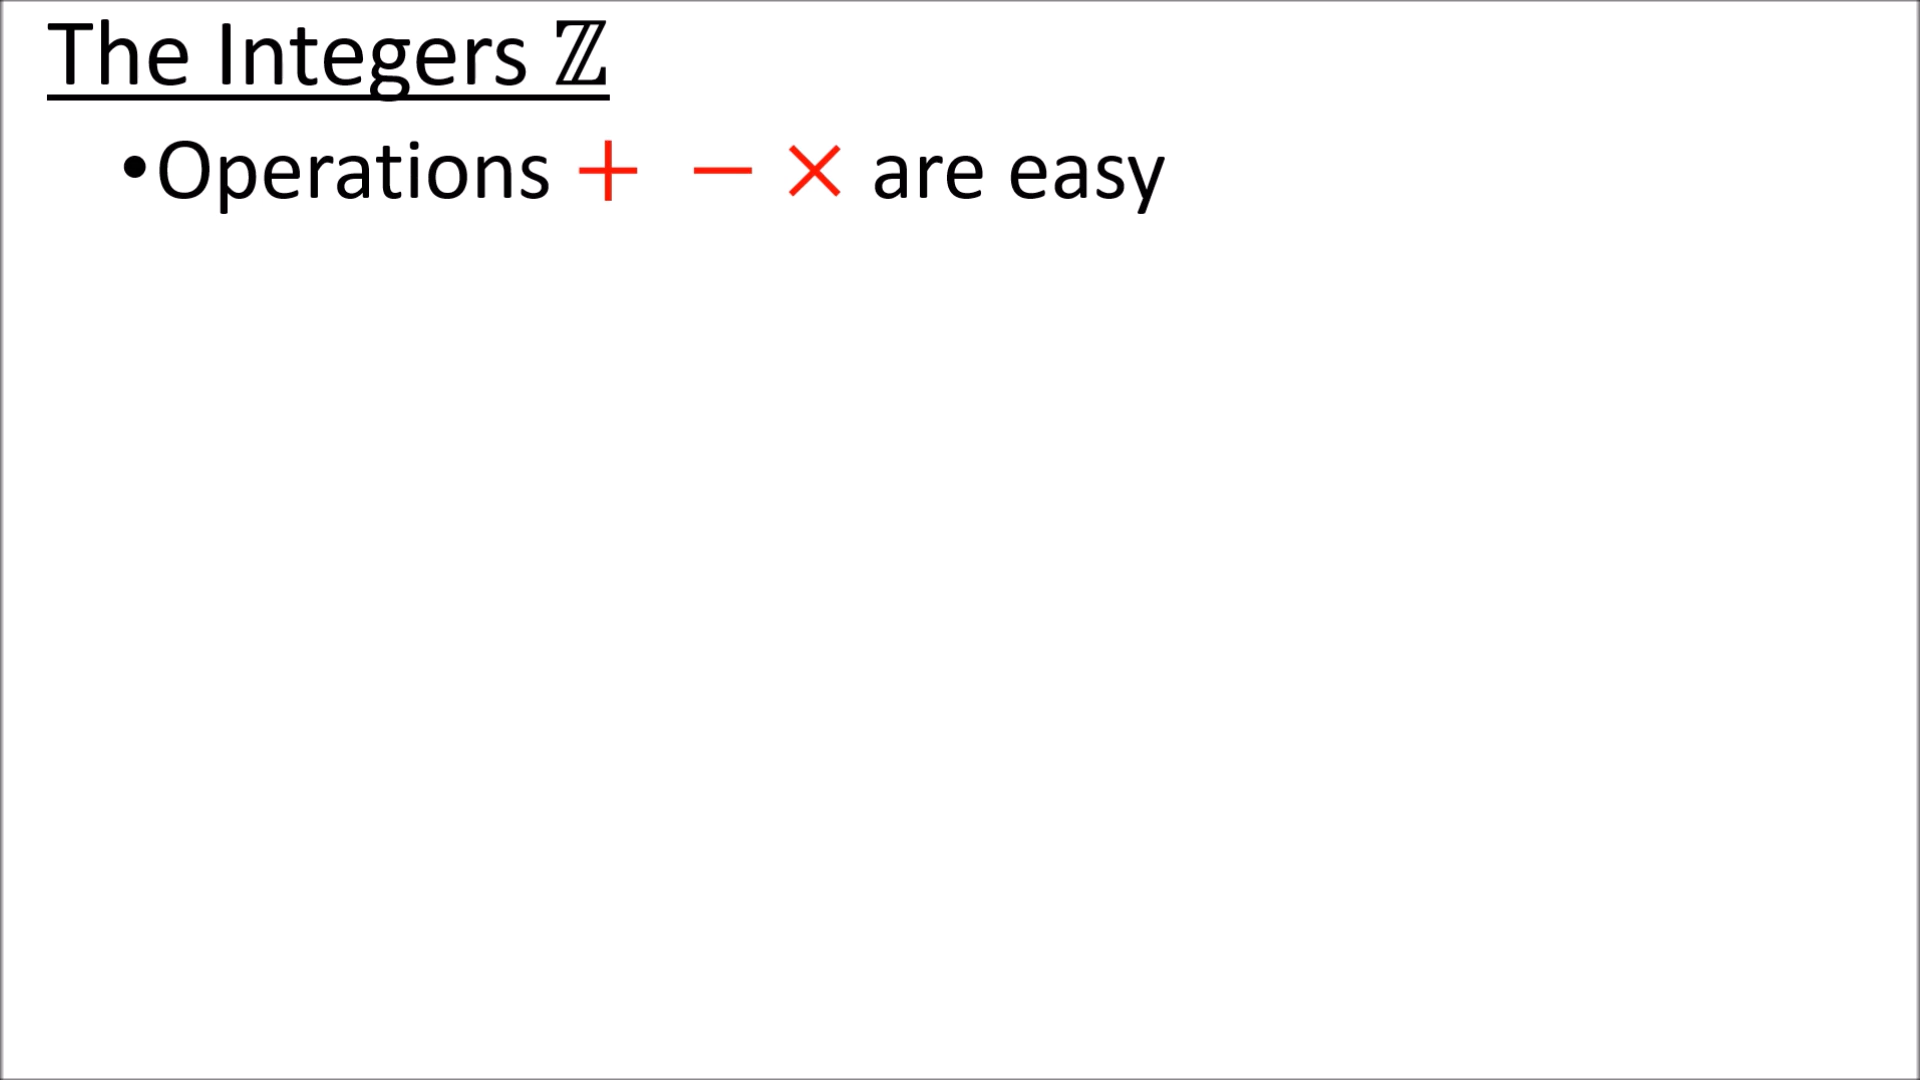 The Integers ℤ
•Operations + − × are easy